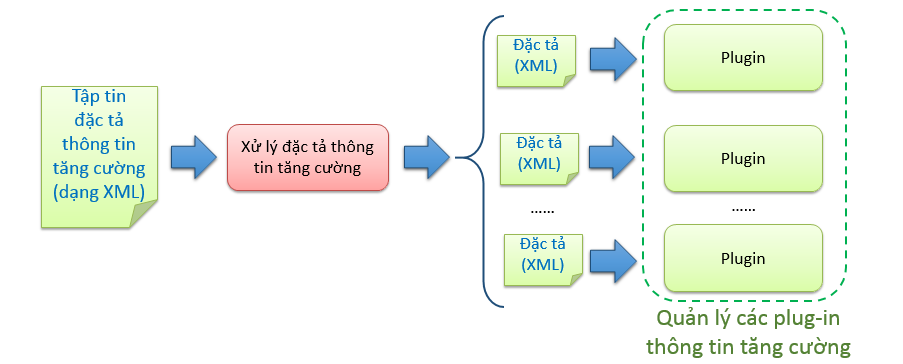 Tập tin
đặc tả
thông tin
tăng cường
(dạng XML)
Xử lý đặc tả thông
tin tăng cường
Đặc tả
(XML)
Plugin
Đặc tả
(XML)
Plugin
......
......
Đặc tả
(XML)
Plugin
Quản lý các plug-in
thông tin tăng cường